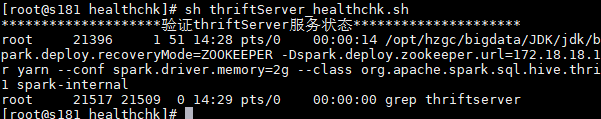 [root@s181 healthchk]# sh thriftServer_healthchk.sh
********************验证thriftServer服务状态*********************
root     21396     1 51 14:28 pts/0    00:00:14 /opt/hzgc/bigdata/JDK/jdk/b
park.deploy.recoveryMode=ZOOKEEPER -Dspark.deploy.zookeeper.url=172.18.18.1
r yarn --conf spark.driver.memory=2g --class org.apache.spark.sql.hive.thri
l spark-internal
root     21517 21509  0 14:29 pts/0    00:00:00 grep thriftserver
[root@s181 healthchk]#